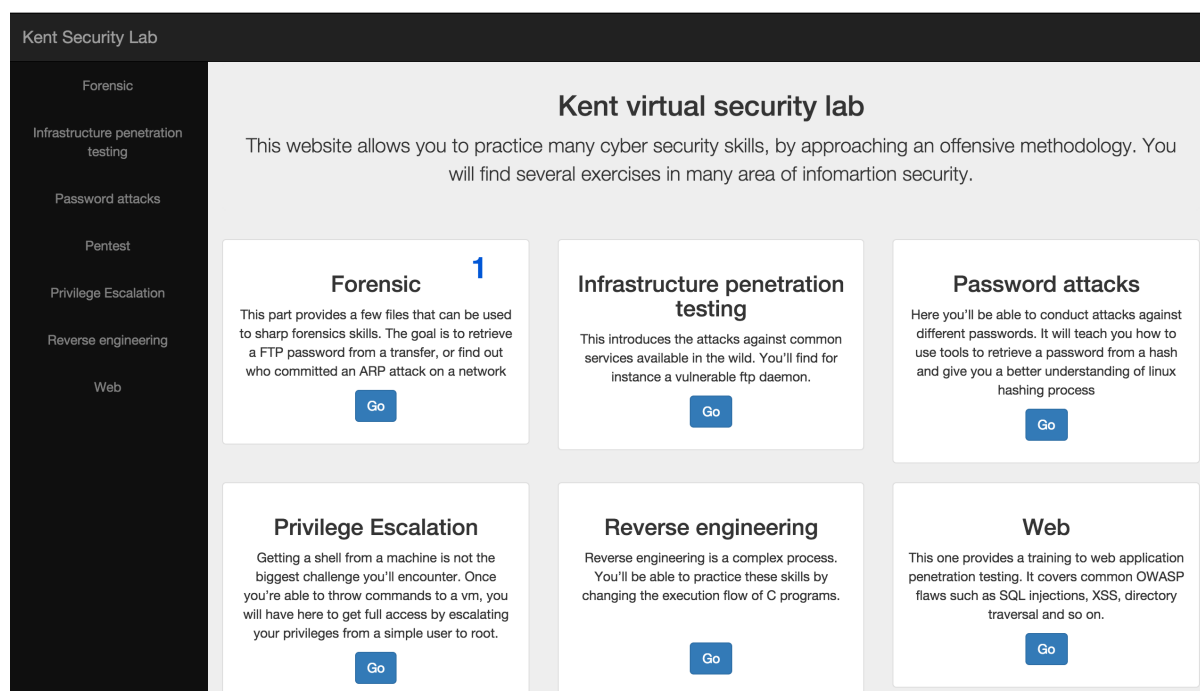 Kent Security Lab
Forensic
Infrastructure penetration
testing
Password attacks
Pentest
Privilege Escalation
Reverse engineering
Web
Kent virtual security lab
This website allows you to practice many cyber security skills, by approaching an offensive methodology. You
will find several exercises in many area of infomartion security.
1
Forensic
This part provides a few files that can be used
to sharp forensics skills. The goal is to retrieve
a FTP password from a transfer, or find out
who committed an ARP attack on a network
Go
Infrastructure penetration
testing
This introduces the attacks against common
services available in the wild. You'll find for
instance a vulnerable ftp daemon.
Go
Password attacks
Here you'll be able to conduct attacks against
different passwords. It will teach you how to
use tools to retrieve a password from a hash
and give you a better understanding of linux
hashing process
Go
Privilege Escalation
Getting a shell from a machine is not the
biggest challenge you'll encounter. Once
you're able to throw commands to a vm, you
will have here to get full access by escalating
your privileges from a simple user to root.
Go
Reverse engineering
Reverse engineering is a complex process.
You'll be able to practice these skills by
changing the execution flow of C programs.
Go
Web
This one provides a training to web application
penetration testing. It covers common OWASP
flaws such as SQL injections, XSS, directory
traversal and so on.
Go